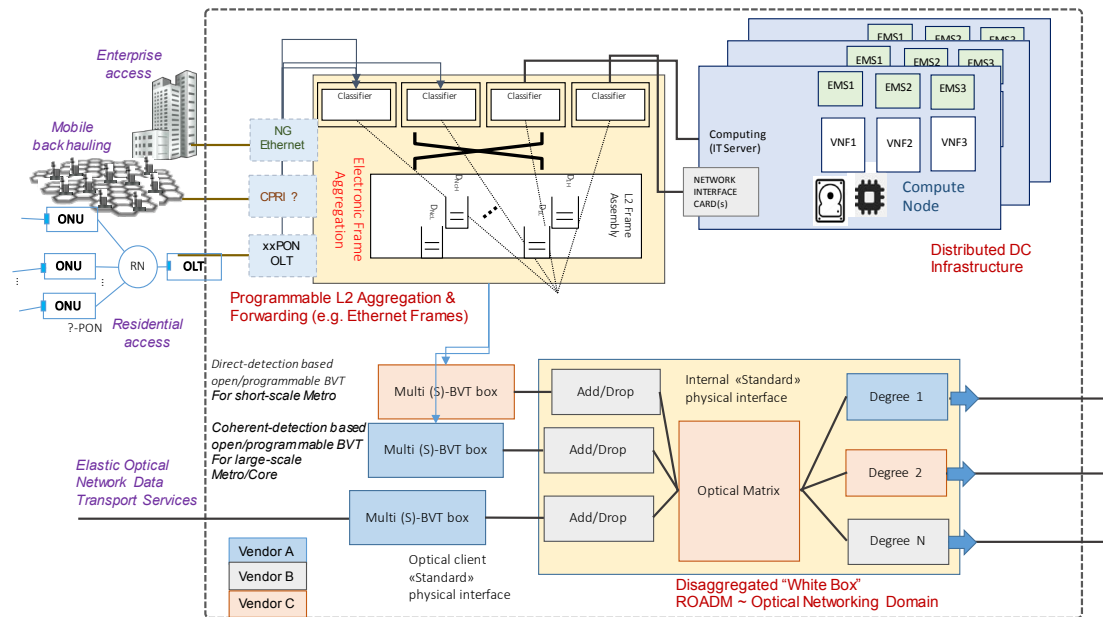 Enterprise
access
Mobile
backhauling
NG
Ethernet
CPRI ?
xxPON
OLT
ONU
ONU
ONU
RN
OLT
?-PON
Residential
access
Classifier
Classifier
Classifier
Classifier
Electronic Frame
Aggregation
L2 Frame
Assembly
Programmable L2 Aggregation &
Forwarding (e.g. Ethernet Frames)
EMS1
EMS2
EMS3
EMS1
EMS2
EMS3
EMS1
EMS2
EMS3
Computing
(IT Server)
VNF1
VNF2
VNF3
NETWORK
INTERFACE
CARD(s)
Compute
Node
Distributed DC
Infrastructure
Direct-detection based
open/programmable BVT
For short-scale Metro
Coherent-detection based
open/programmable BVT
For large-scale
Metro/Core
Elastic Optical
Network Data
Transport Services
Multi (S)-BVT box
Multi (S)-BVT box
Multi (S)-BVT box
Add/Drop
Add/Drop
Add/Drop
Internal «Standard»
physical interface
Optical Matrix
Degree 1
Degree 2
Degree N
Optical client
«Standard»
physical interface
Vendor A
Vendor B
Vendor C
Disaggregated “White Box”
ROADM ~ Optical Networking Domain